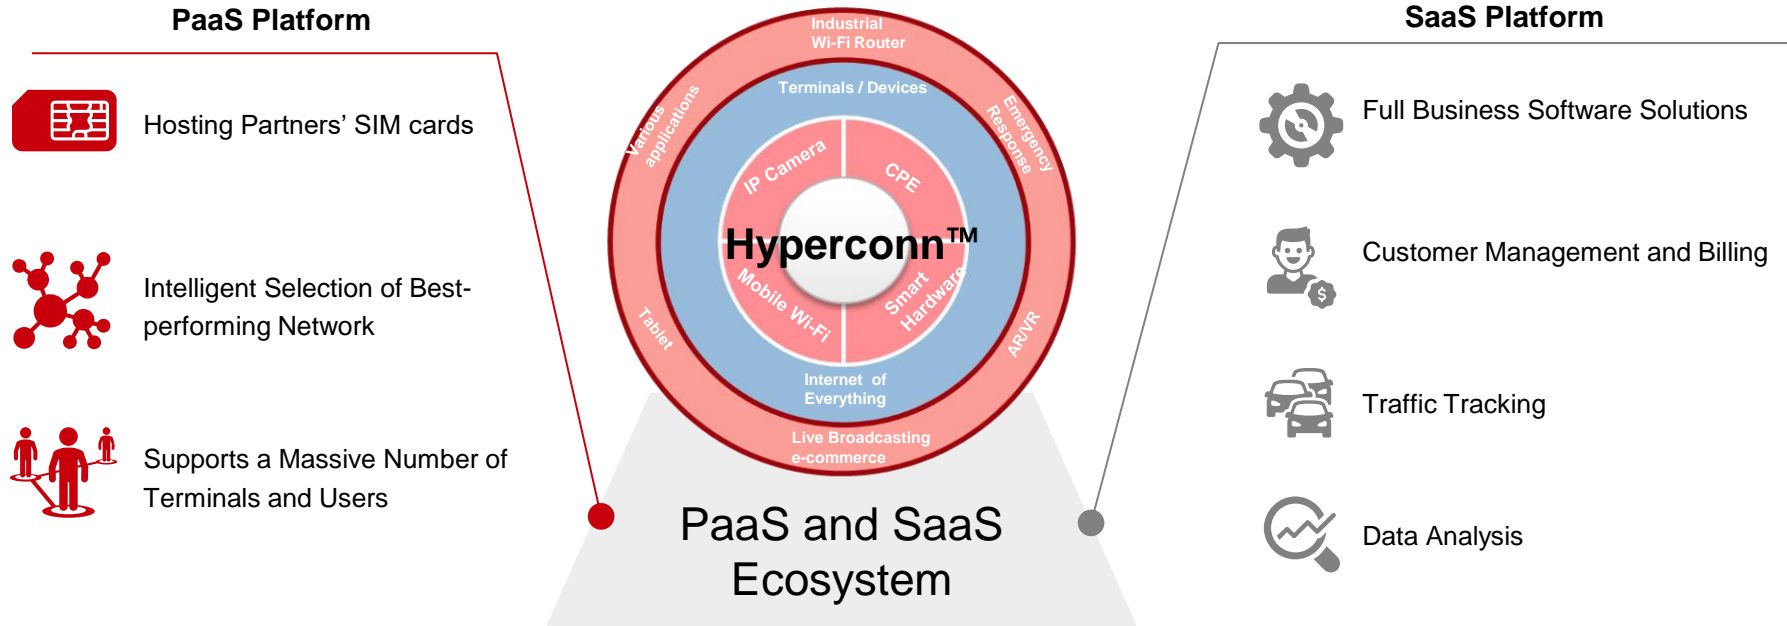 PaaS Platform
Hosting Partners’ SIM cards
Intelligent Selection of Best-
performing Network
Supports a Massive Number of
Terminals and Users
Industrial
Wi-Fi Router
Various
applications
Emergency
Response
Terminals / Devices
IP Camera
CPE
Hyperconn™
Mobile Wi-Fi
Smart
Hardware
Tablet
AR/VR
Internet of
Everything
Live Broadcasting
e-commerce
PaaS and SaaS
Ecosystem
SaaS Platform
Full Business Software Solutions
Customer Management and Billing
$
Traffic Tracking
Data Analysis